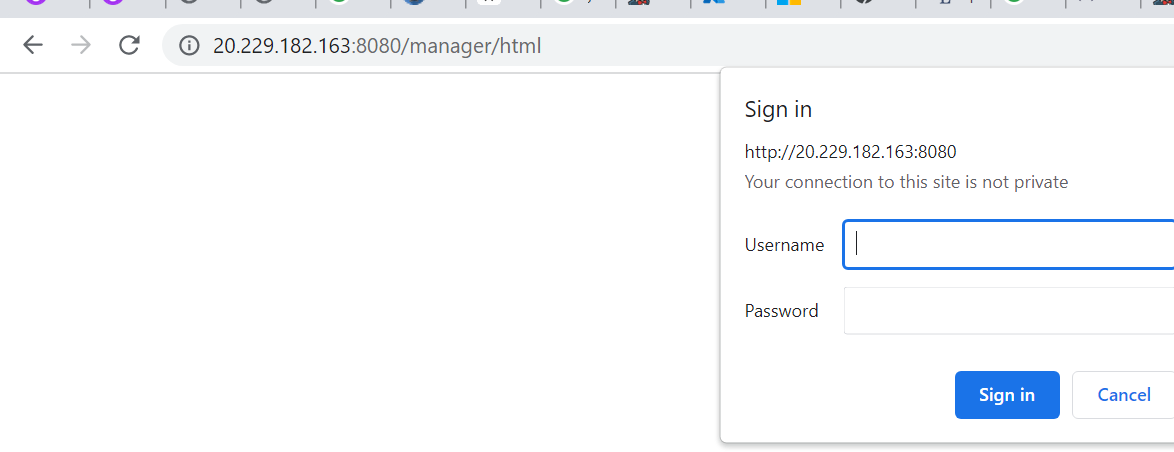 20.229.182.163:8080/manager/html
Sign in
http://20.229.182.163:8080
Your connection to this site is not private
Username
Password
Sign in
Cancel